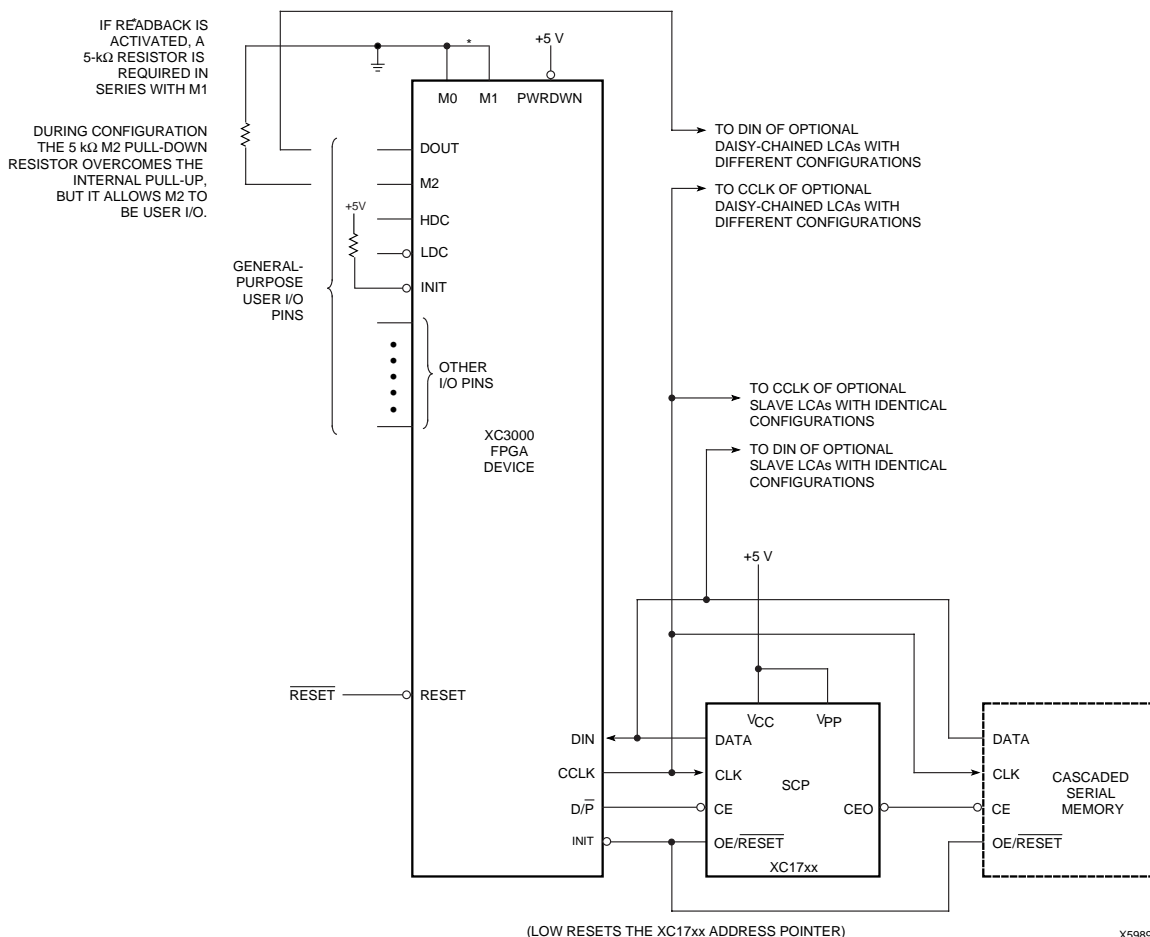 IF READBACK IS
ACTIVATED, A
5-kΩ RESISTOR IS
REQUIRED IN
SERIES WITH M1
*
+5 V
M0 M1 PWRDWN
DURING CONFIGURATION
THE 5 kΩ M2 PULL-DOWN
RESISTOR OVERCOMES THE
INTERNAL PULL-UP,
BUT IT ALLOWS M2 TO
BE USER I/O.
DOUT
M2
HDC
LDC
INIT
+5V
GENERAL-
PURPOSE
USER I/O
PINS
OTHER
I/O PINS
XC3000
FPGA
DEVICE
TO DIN OF OPTIONAL
DAISY-CHAINED LCAs WITH
DIFFERENT CONFIGURATIONS
TO CCLK OF OPTIONAL
DAISY-CHAINED LCAs WITH
DIFFERENT CONFIGURATIONS
TO CCLK OF OPTIONAL
SLAVE LCAs WITH IDENTICAL
CONFIGURATIONS
TO DIN OF OPTIONAL
SLAVE LCAs WITH IDENTICAL
CONFIGURATIONS
+5 V
RESET
RESET
DIN
CCLK
D/P
INIT
VCC VPP
DATA
CLK
SCP
CE
CEO
OE/RESET
XC17xx
DATA
CLK
CE
OE/RESET
CASCADED
SERIAL
MEMORY
(LOW RESETS THE XC17xx ADDRESS POINTER)
X5989